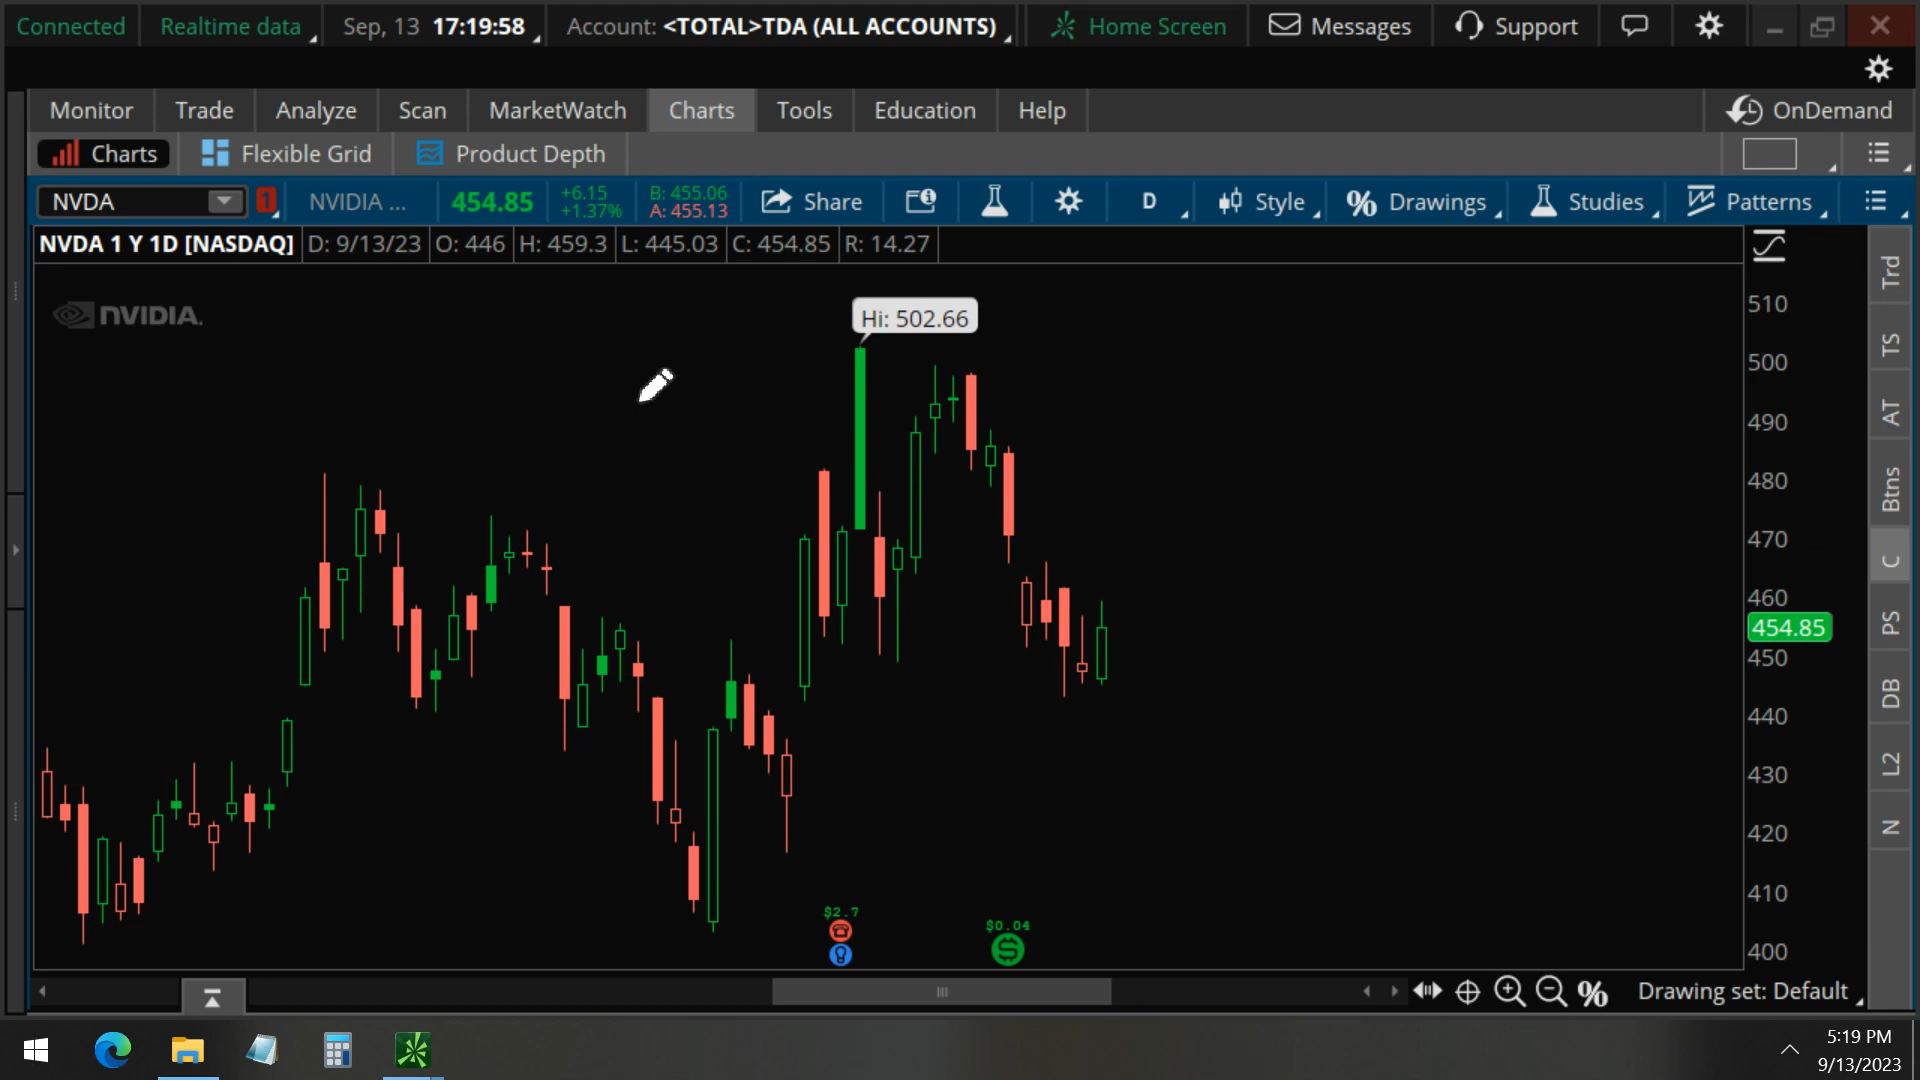 Connected Realtime data Sep, 13 17:19:58 Account: <TOTAL>TDA (ALL ACCOUNTS) Home Screen Messages Support
Monitor Trade Analyze Scan MarketWatch Charts Tools Education Help OnDemand
Charts Flexible Grid Product Depth
NVDA 1 NVIDIA ... 454.85 +6.15 B: 455.06 Share D Style Drawings Studies Patterns
+1.37% A: 455.13
NVDA 1 Y 1D [NASDAQ] D: 9/13/23 O: 446 H: 459.3 L: 445.03 C: 454.85 R: 14.27
NVIDIA.
Hi: 502.66
510
500
490
480
470
460
454.85
450
440
430
420
410
400
Trd
TS
AT
Btns
C
PS
DB
L2
N
$2.7
$0.04
Drawing set: Default
5:19 PM
9/13/2023